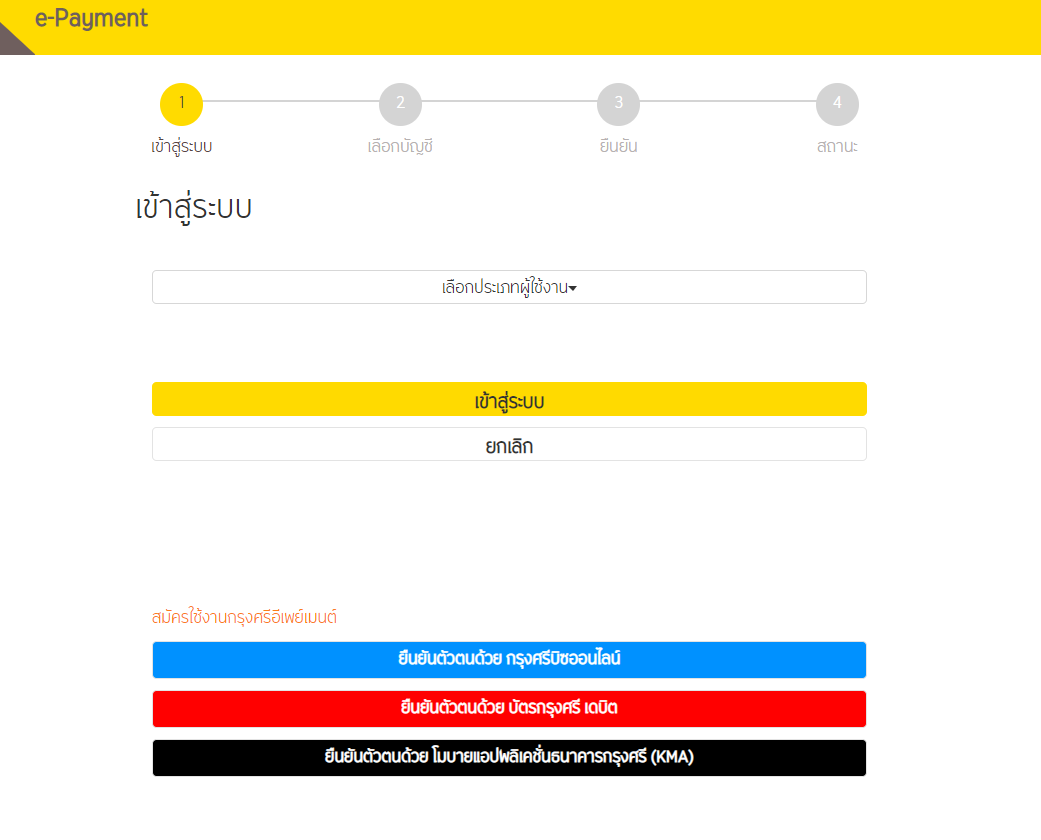 e-Payment
1 2 3 4
เข้าสู่ระบบ เลือกบัญชี ยืนยัน สถานะ
เข้าสู่ระบบ
เลือกประเภทผู้ใช้งาน
เข้าสู่ระบบ
ยกเลิก
สมัครใช้งานกรุงศรีอีเพย์เมนต์
ยืนยันตัวตนด้วย กรุงศรีบิซออนไลน์
ยืนยันตัวตนด้วย บัตรกรุงศรี เดบิต
ยืนยันตัวตนด้วย โมบายแอปพลิเคชั่นธนาคารกรุงศรี (KMA)